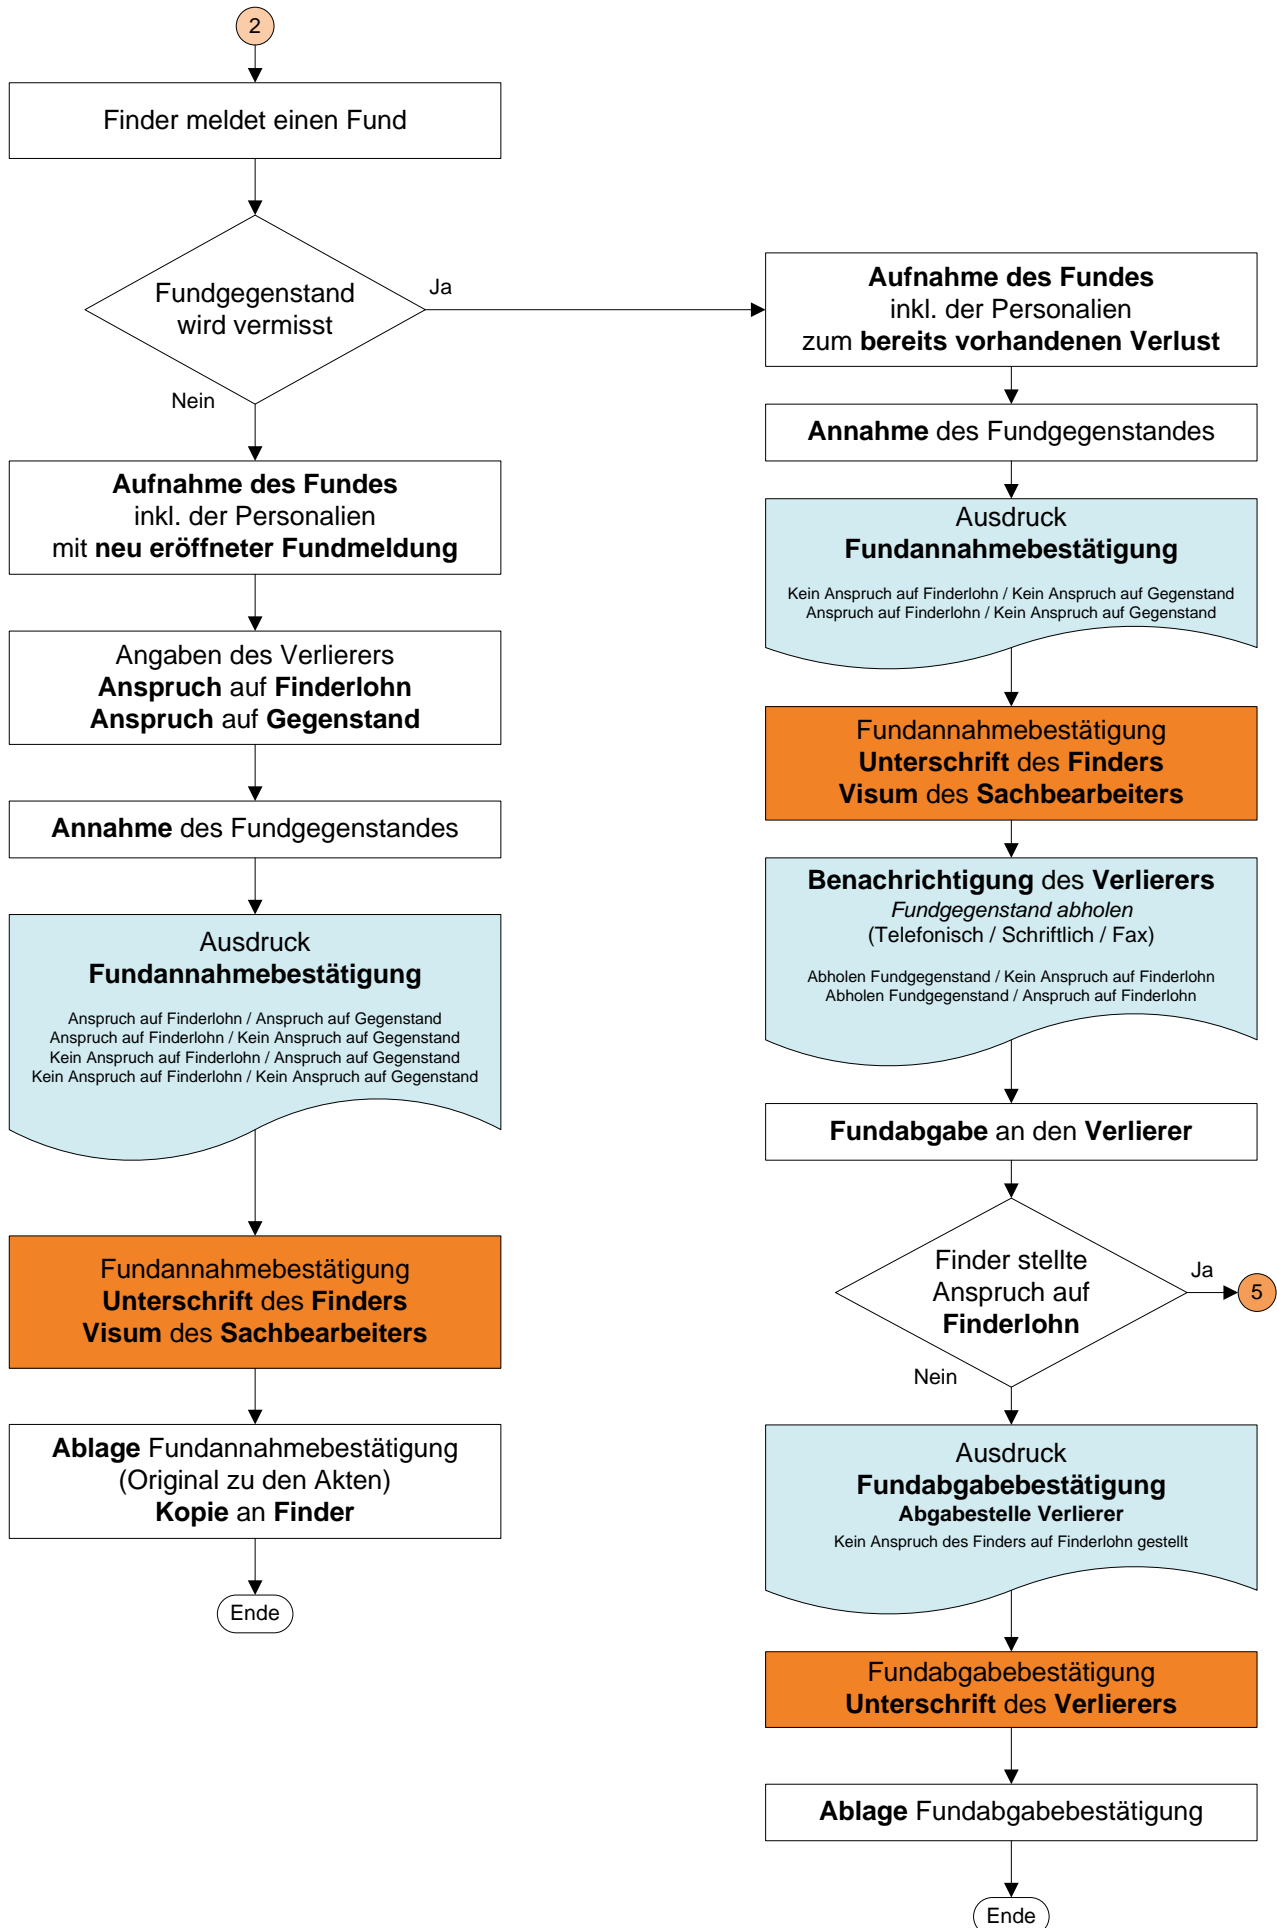 2
Finder meldet einen Fund
Fundgegenstand
wird vermisst
Ja
Nein
Aufnahme des Fundes
inkl. der Personalien
mit neu eröffneter Fundmeldung
Angaben des Verlierers
Anspruch auf Finderlohn
Anspruch auf Gegenstand
Annahme des Fundgegenstandes
Ausdruck
Fundannahmebestätigung
Anspruch auf Finderlohn / Anspruch auf Gegenstand
Anspruch auf Finderlohn / Kein Anspruch auf Gegenstand
Kein Anspruch auf Finderlohn / Anspruch auf Gegenstand
Kein Anspruch auf Finderlohn / Kein Anspruch auf Gegenstand
Fundannahmebestätigung
Unterschrift des Finders
Visum des Sachbearbeiters
Ablage Fundannahmebestätigung
(Original zu den Akten)
Kopie an Finder
Ende
Aufnahme des Fundes
inkl. der Personalien
zum bereits vorhandenen Verlust
Annahme des Fundgegenstandes
Ausdruck
Fundannahmebestätigung
Kein Anspruch auf Finderlohn / Kein Anspruch auf Gegenstand
Anspruch auf Finderlohn / Kein Anspruch auf Gegenstand
Fundannahmebestätigung
Unterschrift des Finders
Visum des Sachbearbeiters
Benachrichtigung des Verlierers
Fundgegenstand abholen
(Telefonisch / Schriftlich / Fax)
Abholen Fundgegenstand / Kein Anspruch auf Finderlohn
Abholen Fundgegenstand / Anspruch auf Finderlohn
Fundabgabe an den Verlierer
Finder stellte
Anspruch auf
Finderlohn
Ja
5
Nein
Ausdruck
Fundabgabebestätigung
Abgabestelle Verlierer
Kein Anspruch des Finders auf Finderlohn gestellt
Fundabgabebestätigung
Unterschrift des Verlierers
Ablage Fundabgabebestätigung
Ende